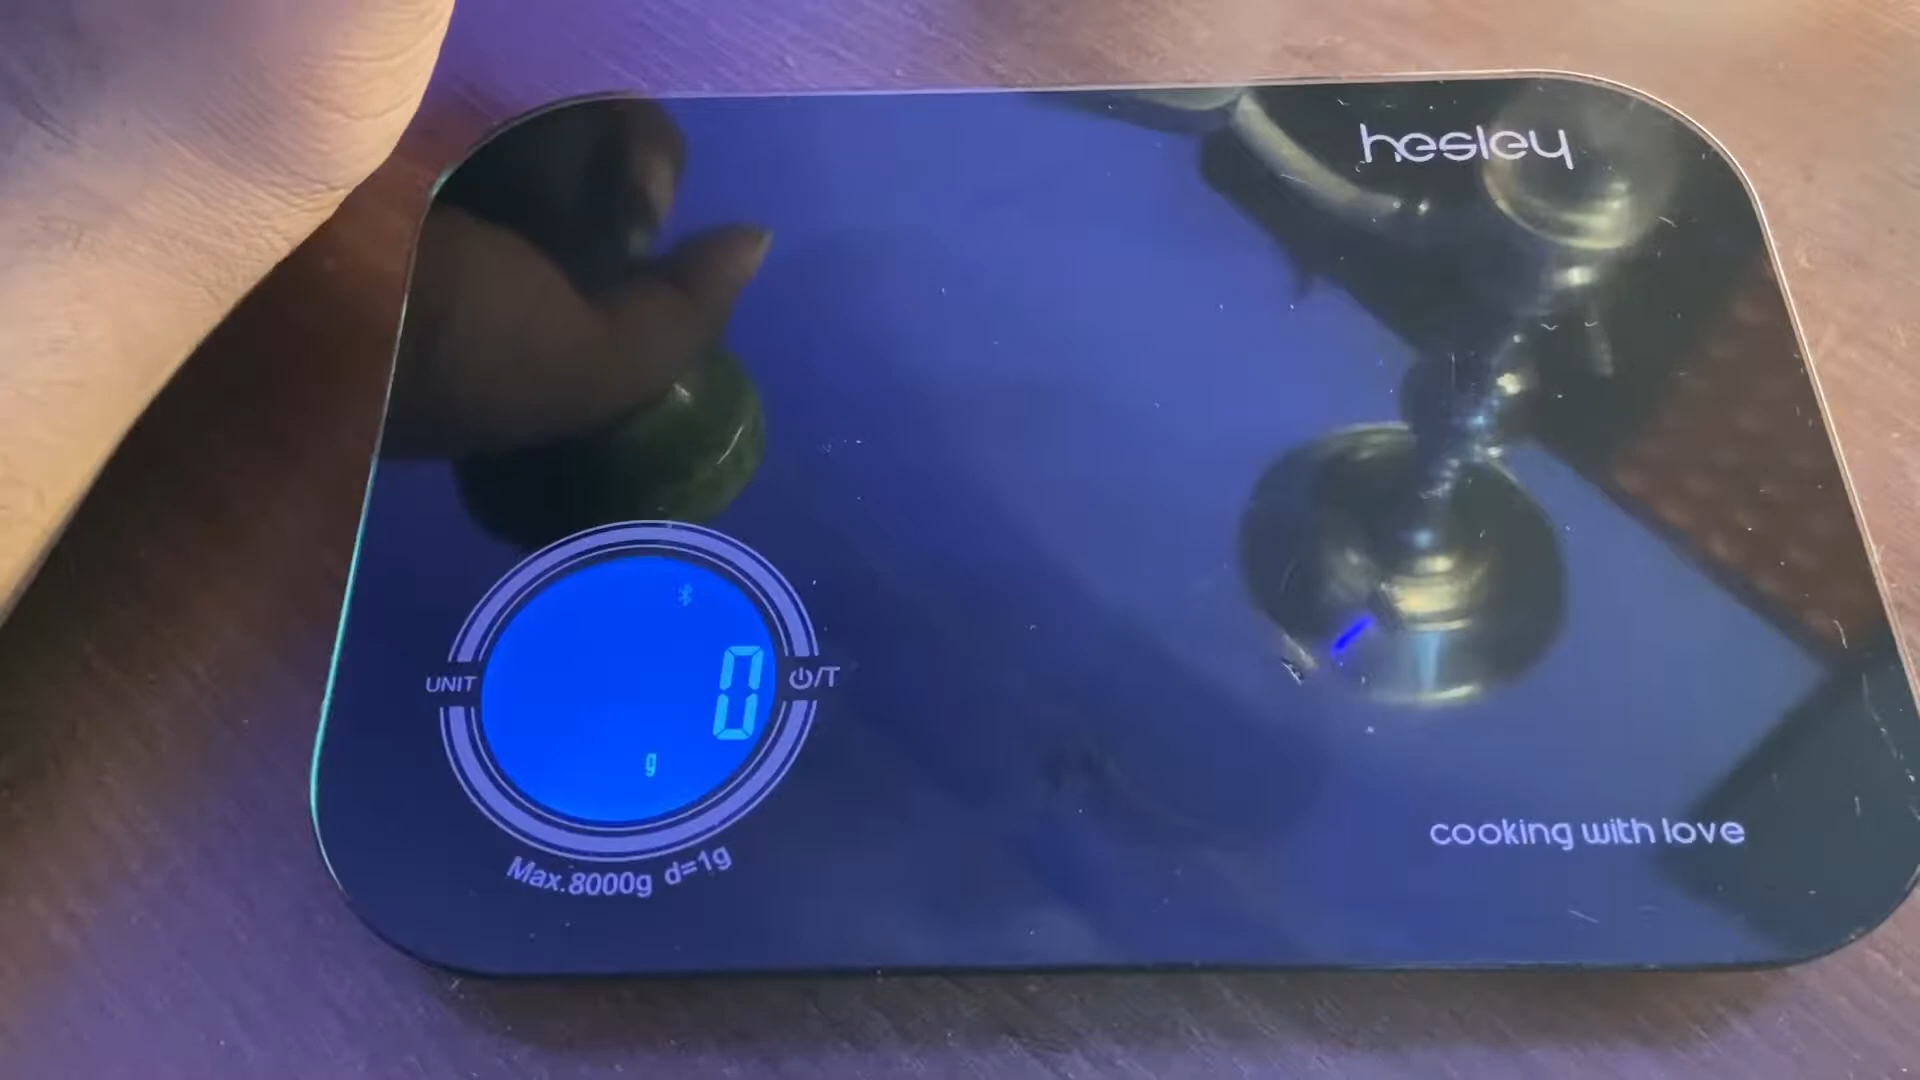 hesley
0
UNIT
⏻/T
g
Max.8000g d=1g
cooking with love